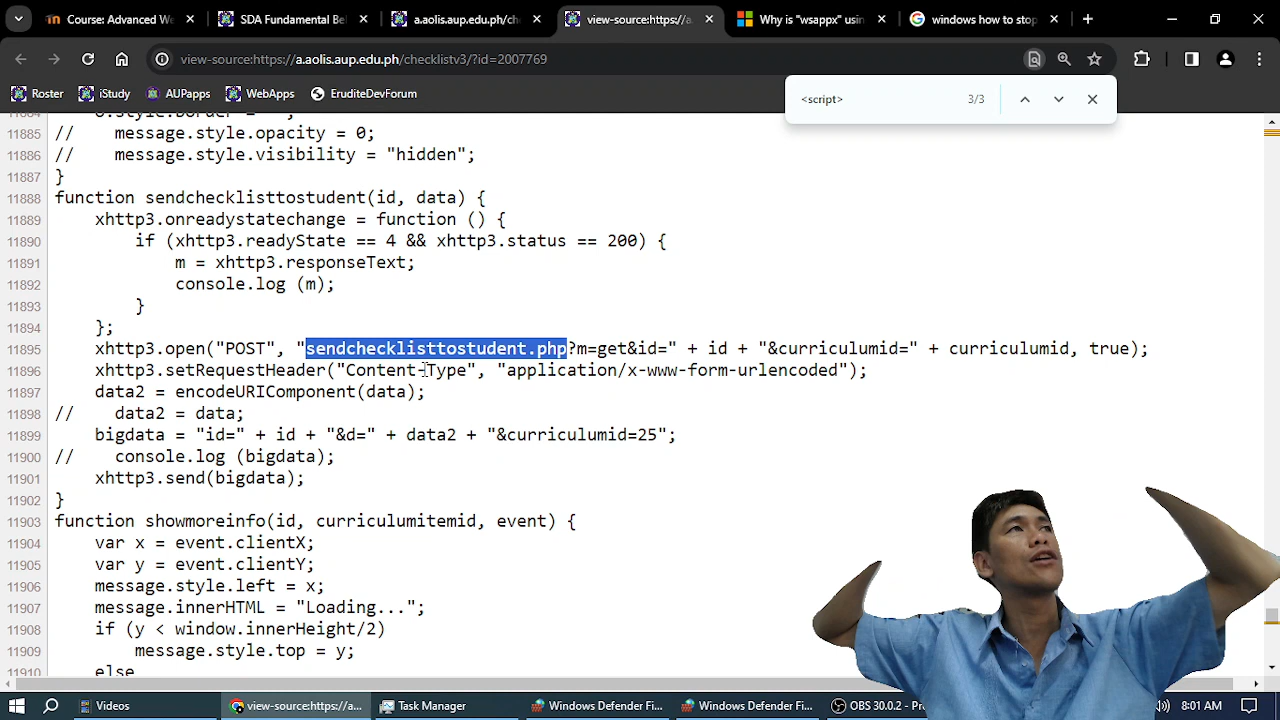 Course: Advanced We
SDA Fundamental Bel
a.aolis.aup.edu.ph/che
view-source:https://a.
Why is "wsappx" usin
windows how to stop
view-source:https://a.aolis.aup.edu.ph/checklistv3/?id=2007769
Roster
iStudy
AUPapps
WebApps
EruditeDevForum
<script>
3/3
11885 //    message.style.opacity = 0;
11886 //    message.style.visibility = "hidden";
11887 }
11888 function sendchecklisttostudent(id, data) {
11889     xhttp3.onreadystatechange = function () {
11890         if (xhttp3.readyState == 4 && xhttp3.status == 200) {
11891             m = xhttp3.responseText;
11892             console.log (m);
11893         }
11894     };
11895     xhttp3.open("POST", "sendchecklisttostudent.php?m=get&id=" + id + "&curriculumid=" + curriculumid, true);
11896     xhttp3.setRequestHeader("Content-Type", "application/x-www-form-urlencoded");
11897     data2 = encodeURIComponent(data);
11898 //    data2 = data;
11899     bigdata = "id=" + id + "&d=" + data2 + "&curriculumid=25";
11900 //    console.log (bigdata);
11901     xhttp3.send(bigdata);
11902 }
11903 function showmoreinfo(id, curriculumitemid, event) {
11904     var x = event.clientX;
11905     var y = event.clientY;
11906     message.style.left = x;
11907     message.innerHTML = "Loading...";
11908     if (y < window.innerHeight/2)
11909         message.style.top = y;
11910     else
Videos
view-source:https://a...
Task Manager
Windows Defender Fi...
Windows Defender Fi...
OBS 30.0.2 - Pr
8:01 AM